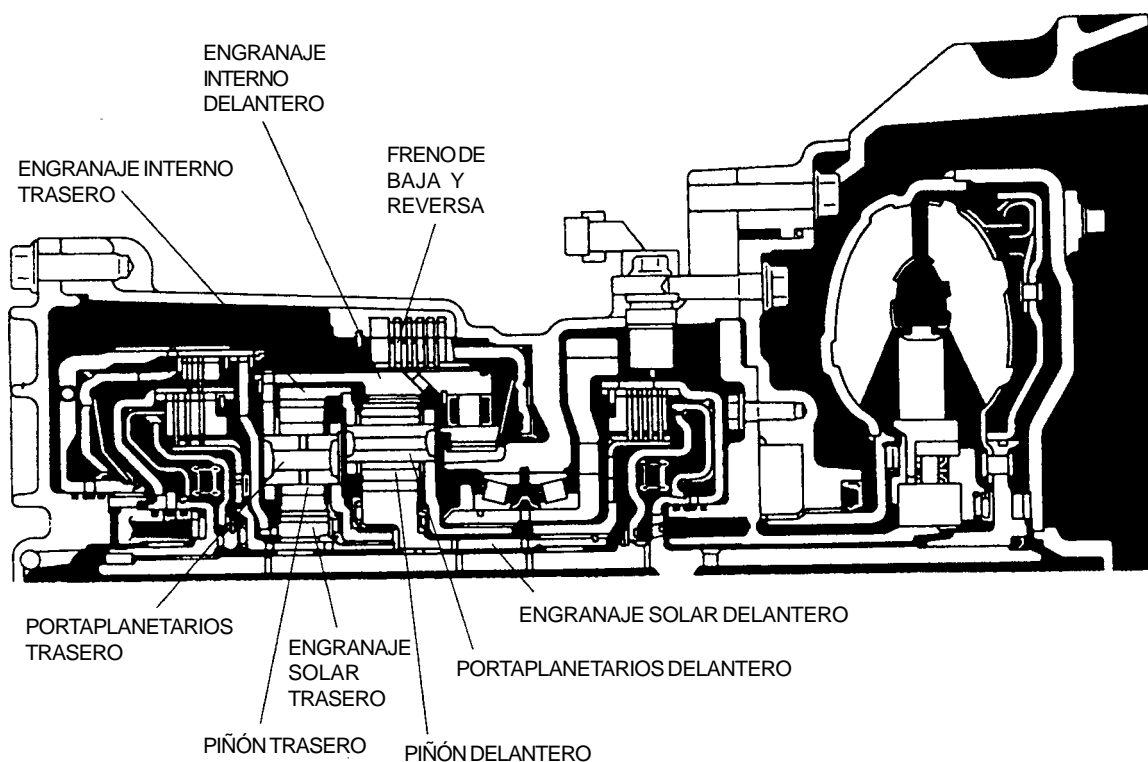 ENGRANAJE
INTERNO
DELANTERO
FRENO DE
BAJA Y
REVERSA
ENGRANAJE INTERNO
TRASERO
PORTAPLANETARIOS
TRASERO
ENGRANAJE
SOLAR
TRASERO
ENGRANAJE SOLAR DELANTERO
PORTAPLANETARIOS DELANTERO
PIÑÓN TRASERO
PIÑÓN DELANTERO